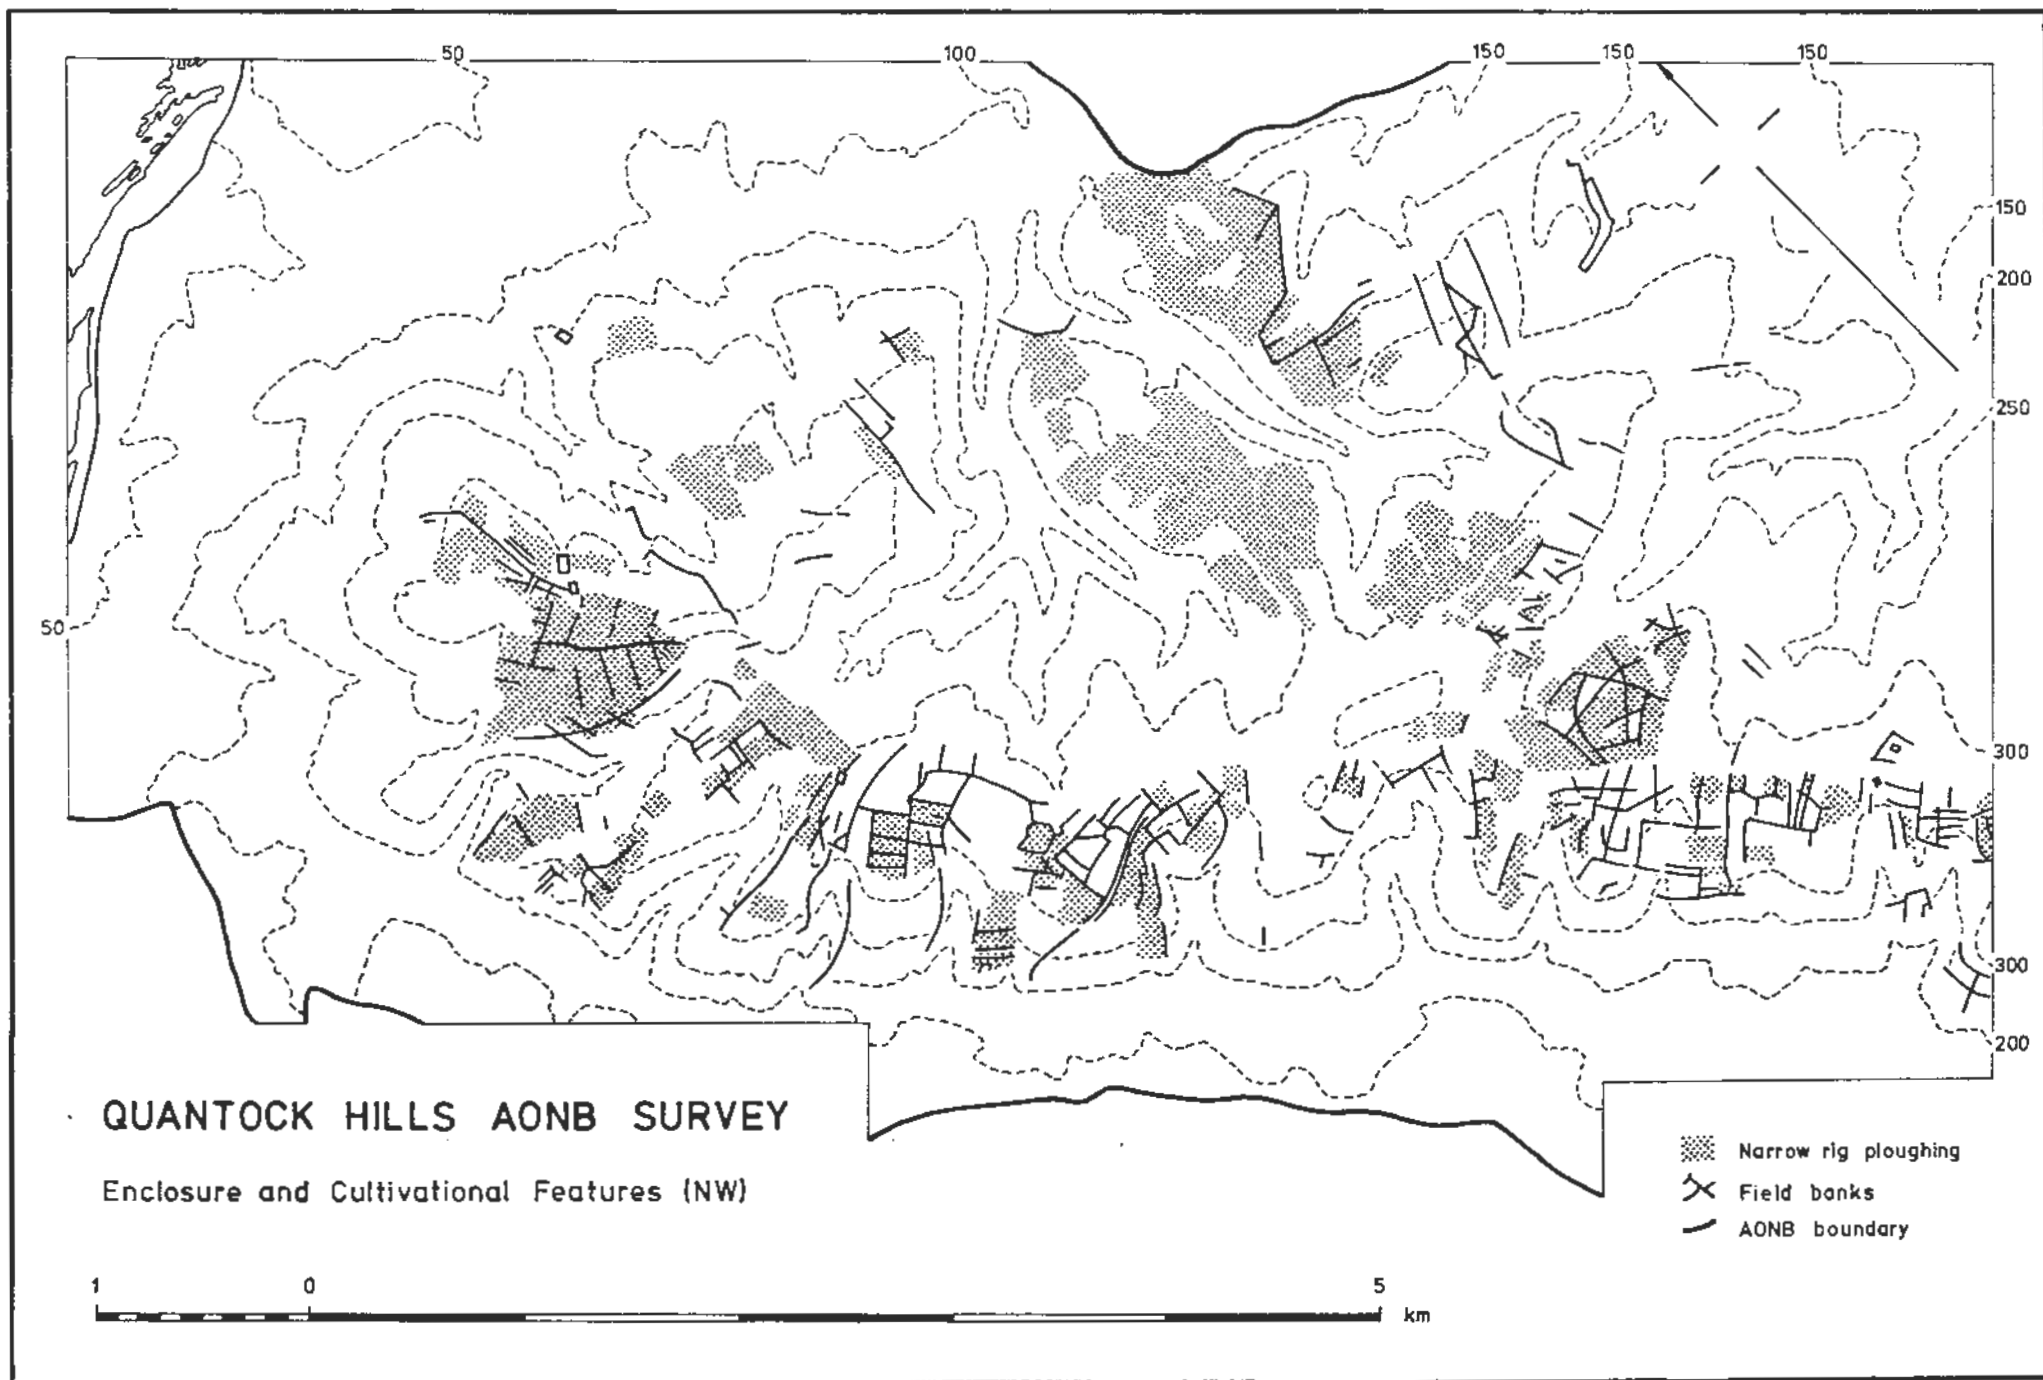 50 100 150 150 150
150
200
250
50
300
300
200
QUANTOCK HILLS AONB SURVEY
Enclosure and Cultivational Features (NW)
Narrow rig ploughing
Field banks
AONB boundary
1 0 5
km